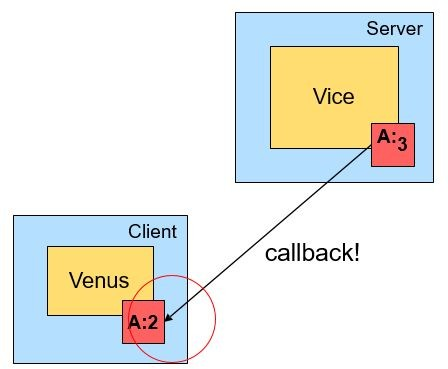 Server
Vice
A:3
Client
callback!
Venus
A:2